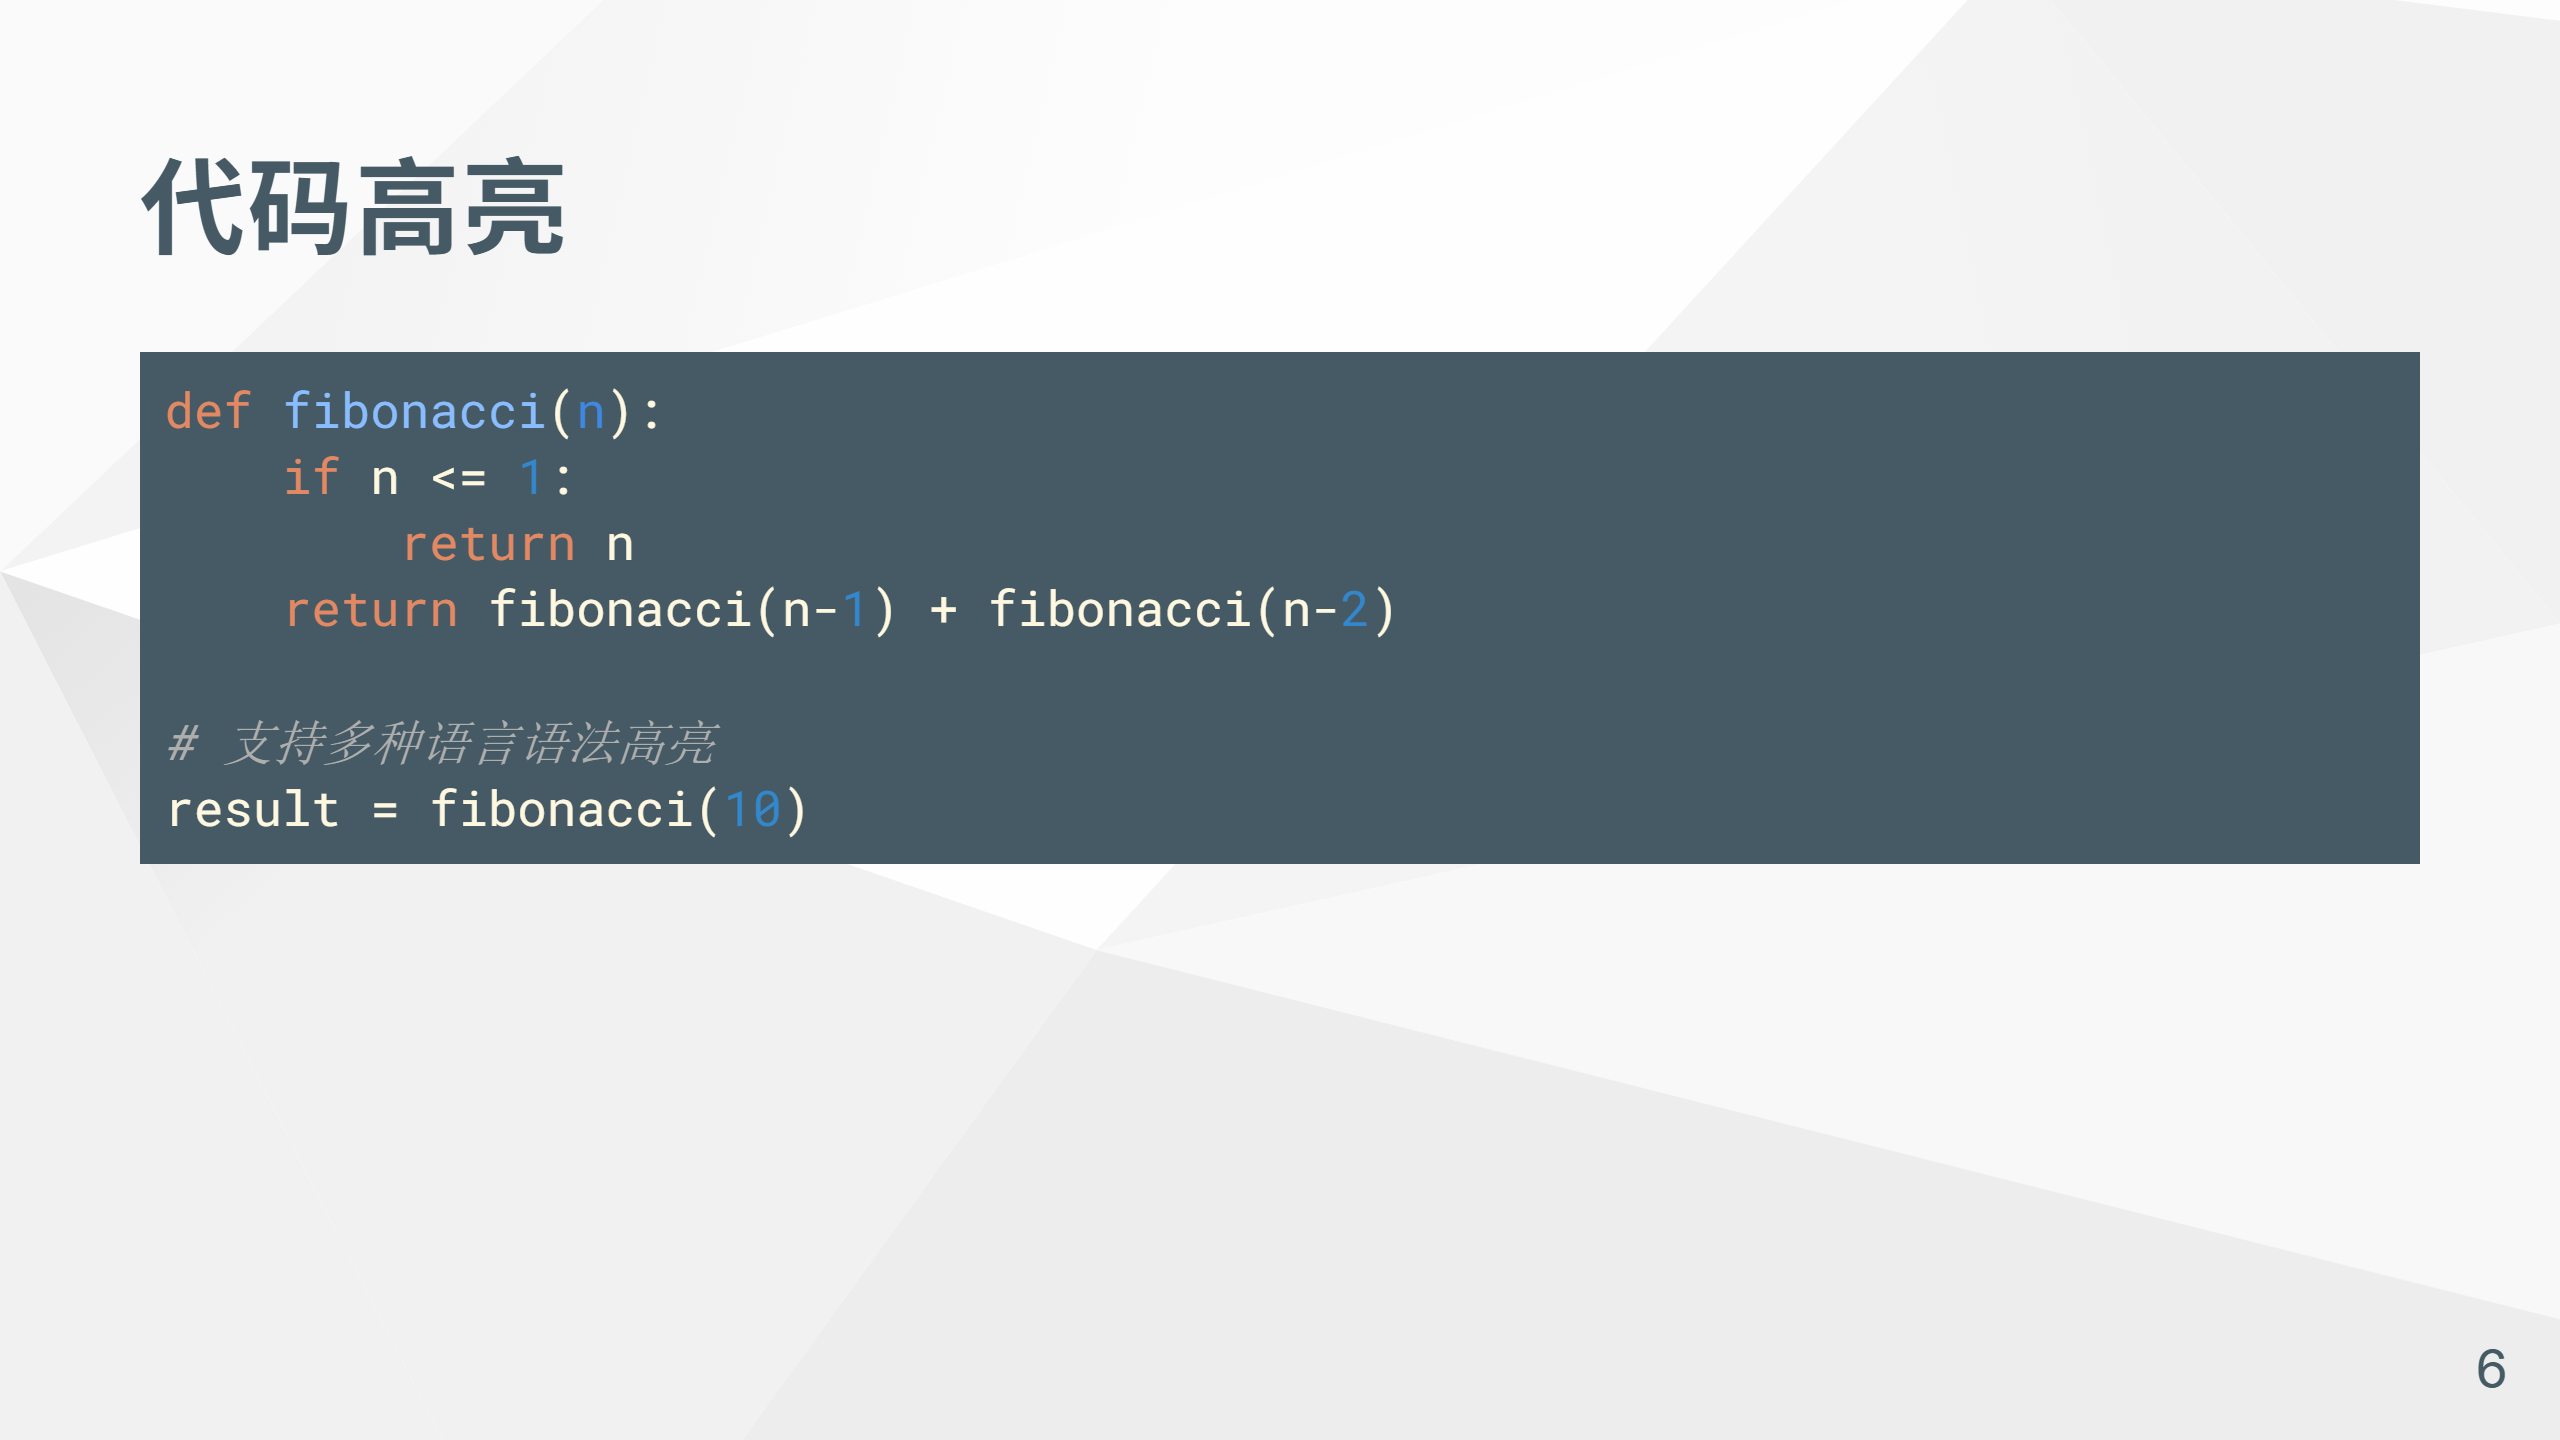 代码高亮
def fibonacci(n):
    if n <= 1:
        return n
    return fibonacci(n-1) + fibonacci(n-2)

# 支持多种语言语法高亮
result = fibonacci(10)
6